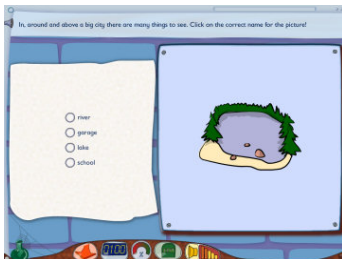 In, around and above a big city there are many things to see. Click on the correct name for the picture!
river
garage
lake
school